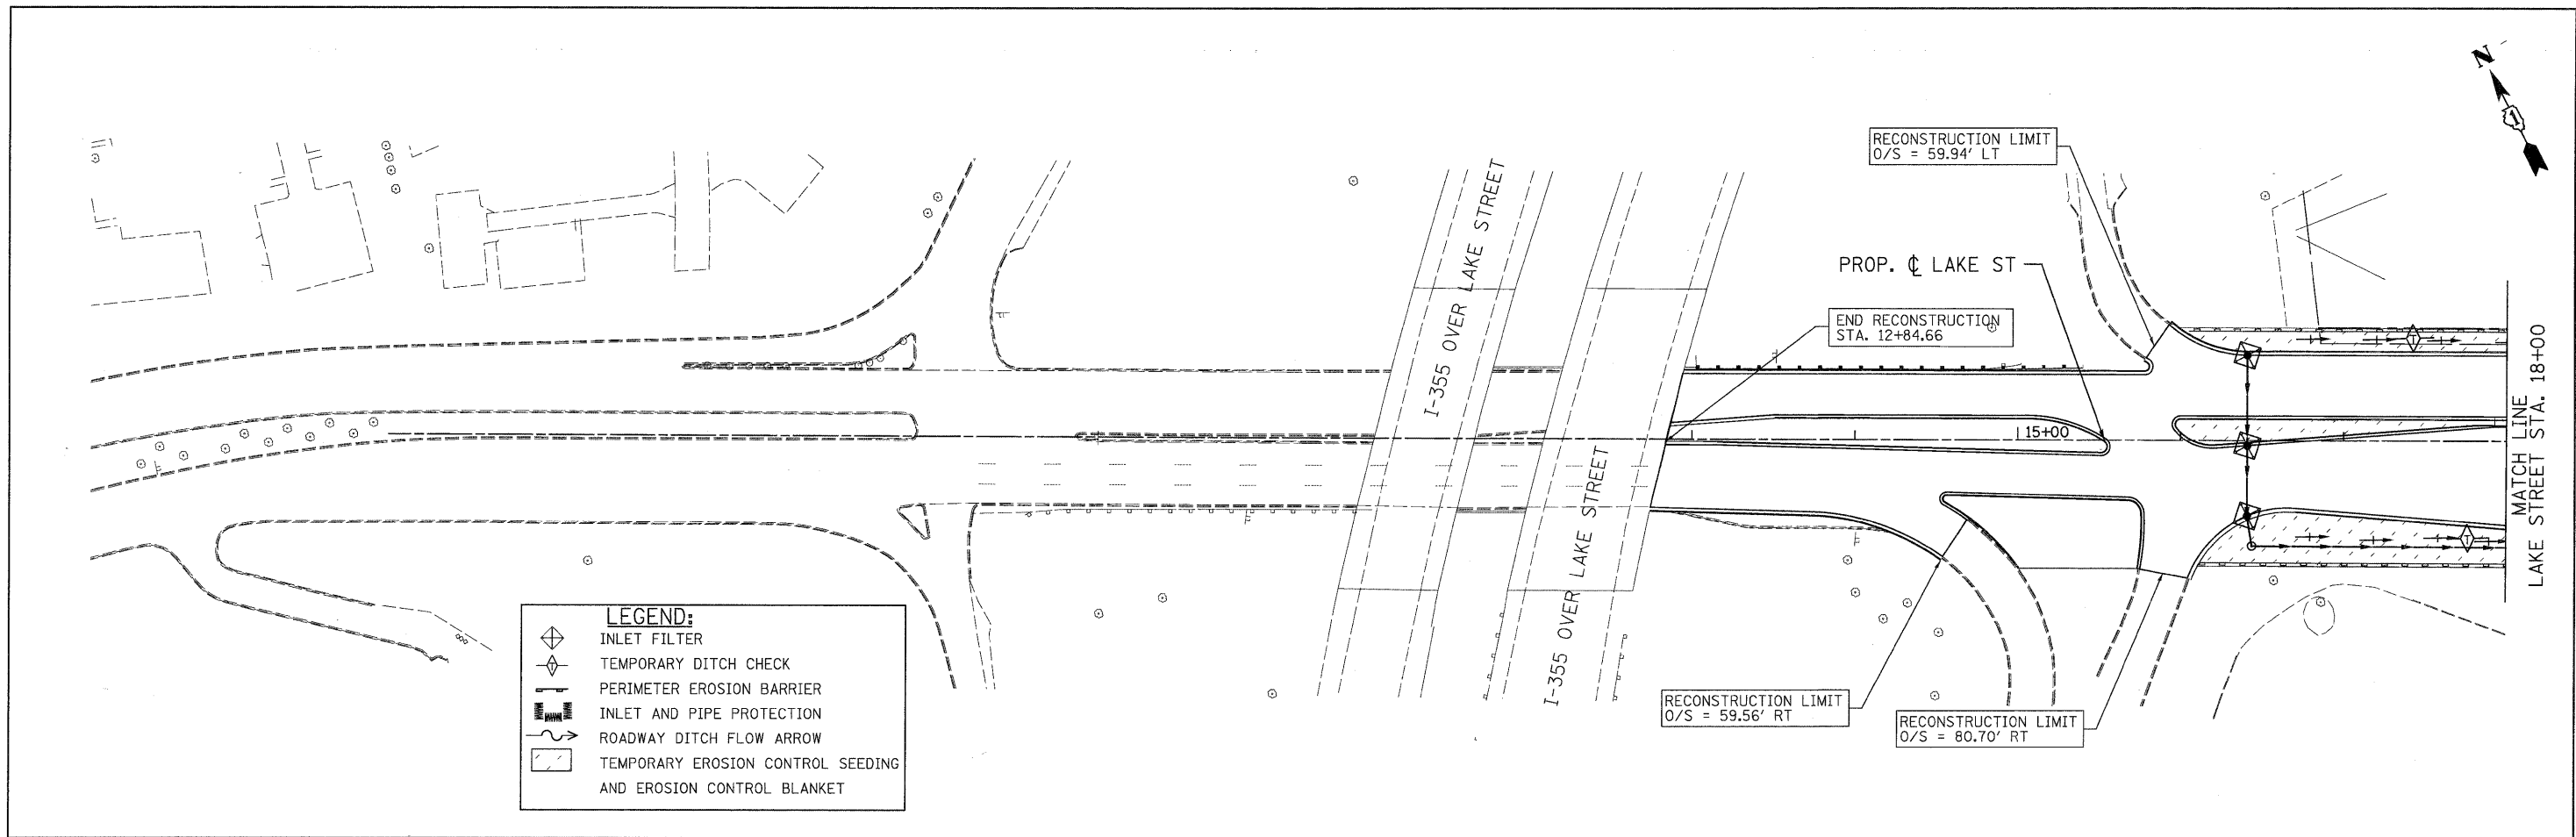 N
RECONSTRUCTION LIMIT
O/S = 59.94' LT
PROP. ℄ LAKE ST
END RECONSTRUCTION
STA. 12+84.66
I-355 OVER LAKE STREET
I-355 OVER LAKE STREET
15+00
MATCH LINE
LAKE STREET STA. 18+00
T
T
LEGEND:
INLET FILTER
T TEMPORARY DITCH CHECK
PERIMETER EROSION BARRIER
INLET AND PIPE PROTECTION
ROADWAY DITCH FLOW ARROW
TEMPORARY EROSION CONTROL SEEDING
AND EROSION CONTROL BLANKET
RECONSTRUCTION LIMIT
O/S = 59.56' RT
RECONSTRUCTION LIMIT
O/S = 80.70' RT